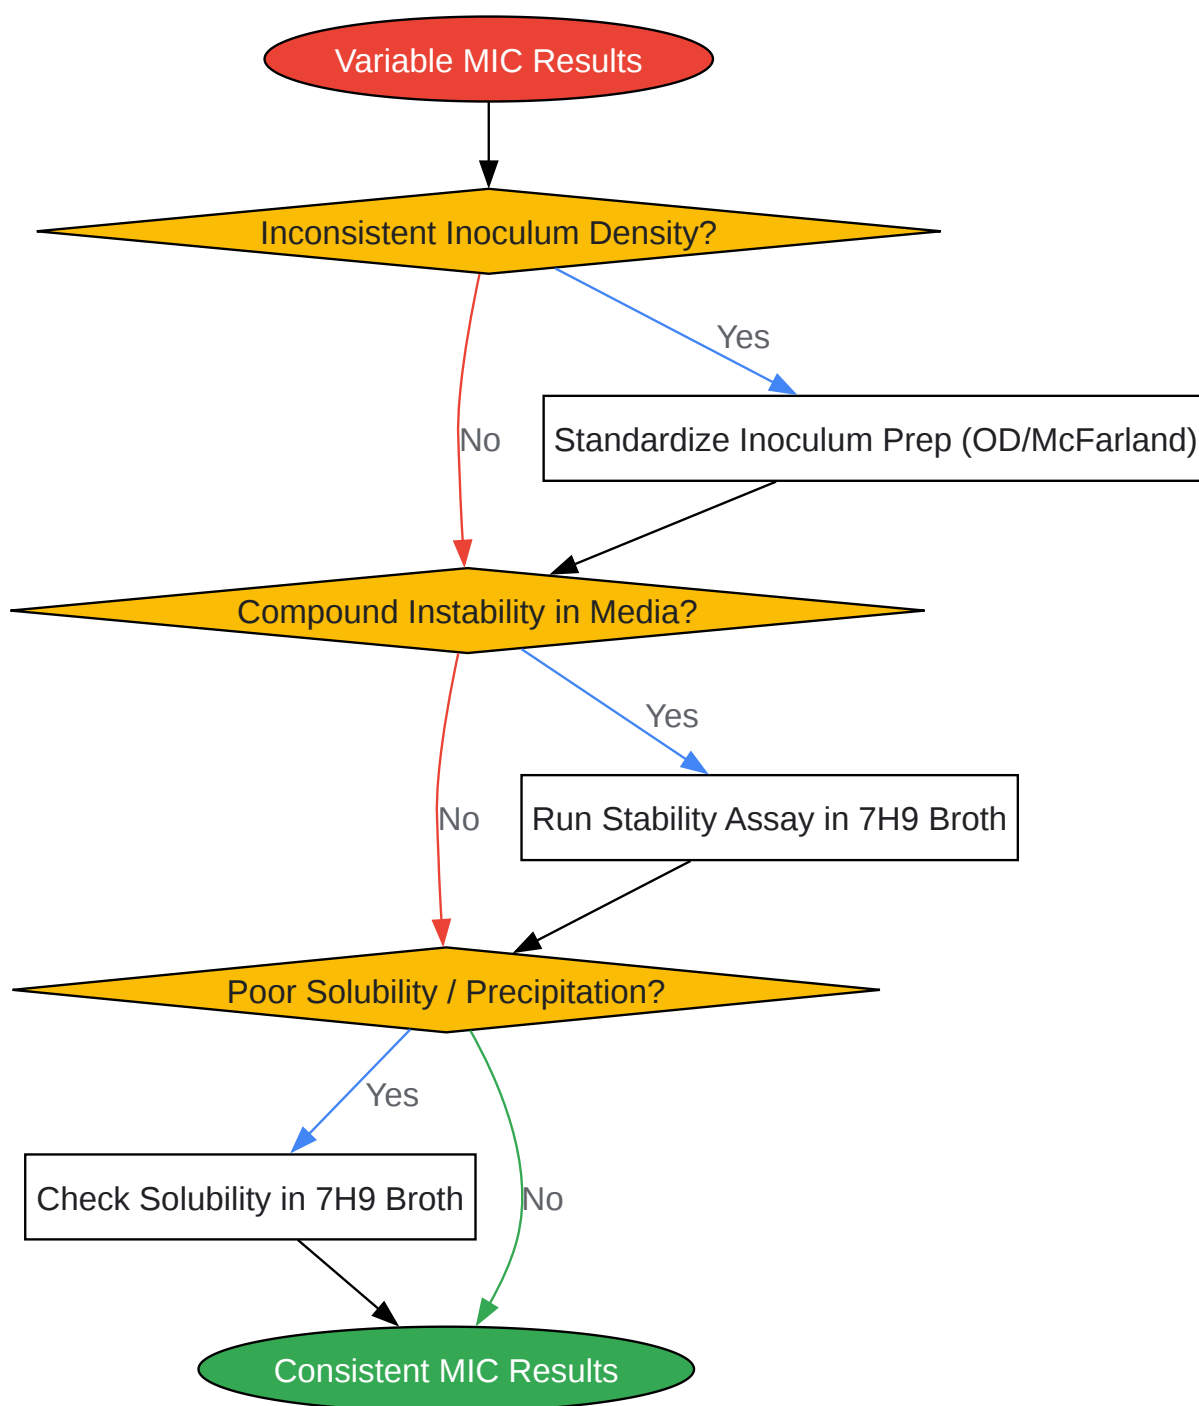 Variable MIC Results
Inconsistent Inoculum Density?
Yes
No
Standardize Inoculum Prep (OD/McFarland)
Compound Instability in Media?
Yes
No
Run Stability Assay in 7H9 Broth
Poor Solubility / Precipitation?
Yes
Check Solubility in 7H9 Broth
No
Consistent MIC Results